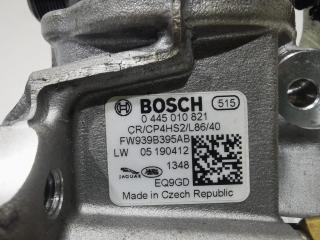 BOSCH 515
0 445 010 821
CR/CP4HS2/L86/40
FW939B395AB
LW 05 190412
1348
JAGUAR
EQ9GD
Made in Czech Republic